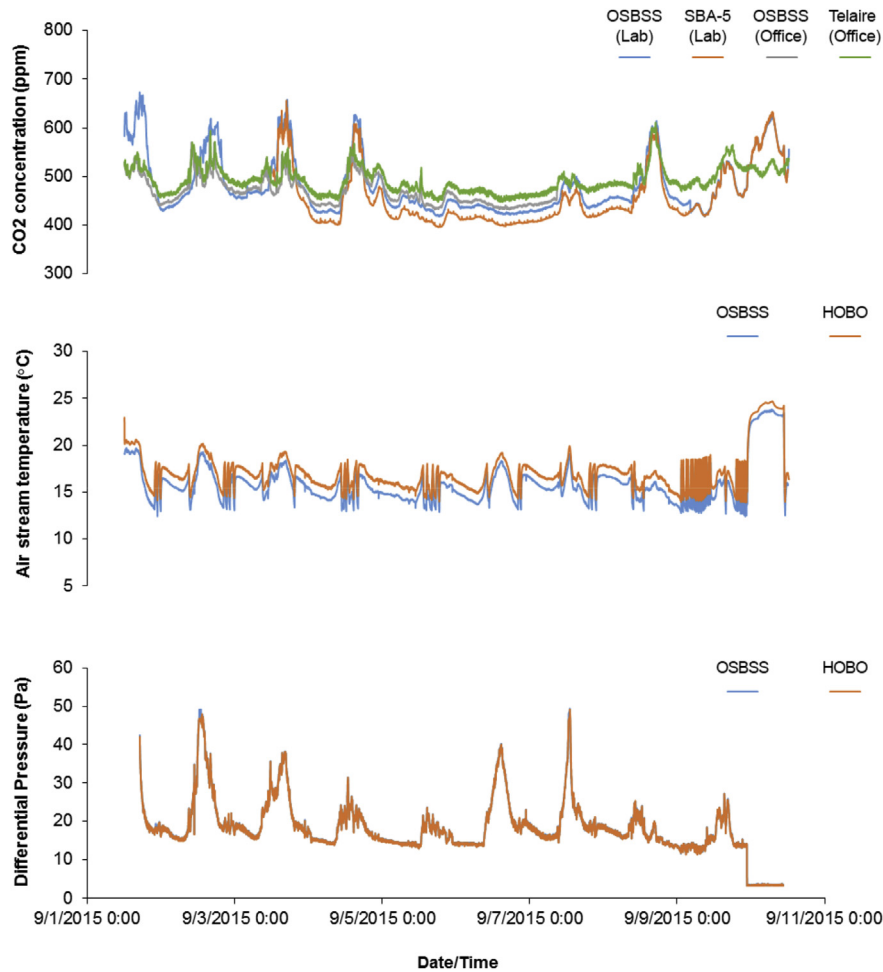 OSBSS (Lab)
SBA-5 (Lab)
OSBSS (Office)
Telaire (Office)
CO2 concentration (ppm)
800
700
600
500
400
300
OSBSS
HOBO
Air stream temperature (°C)
30
25
20
15
10
5
OSBSS
HOBO
Differential Pressure (Pa)
60
50
40
30
20
10
0
9/1/2015 0:00
9/3/2015 0:00
9/5/2015 0:00
9/7/2015 0:00
9/9/2015 0:00
9/11/2015 0:00
Date/Time